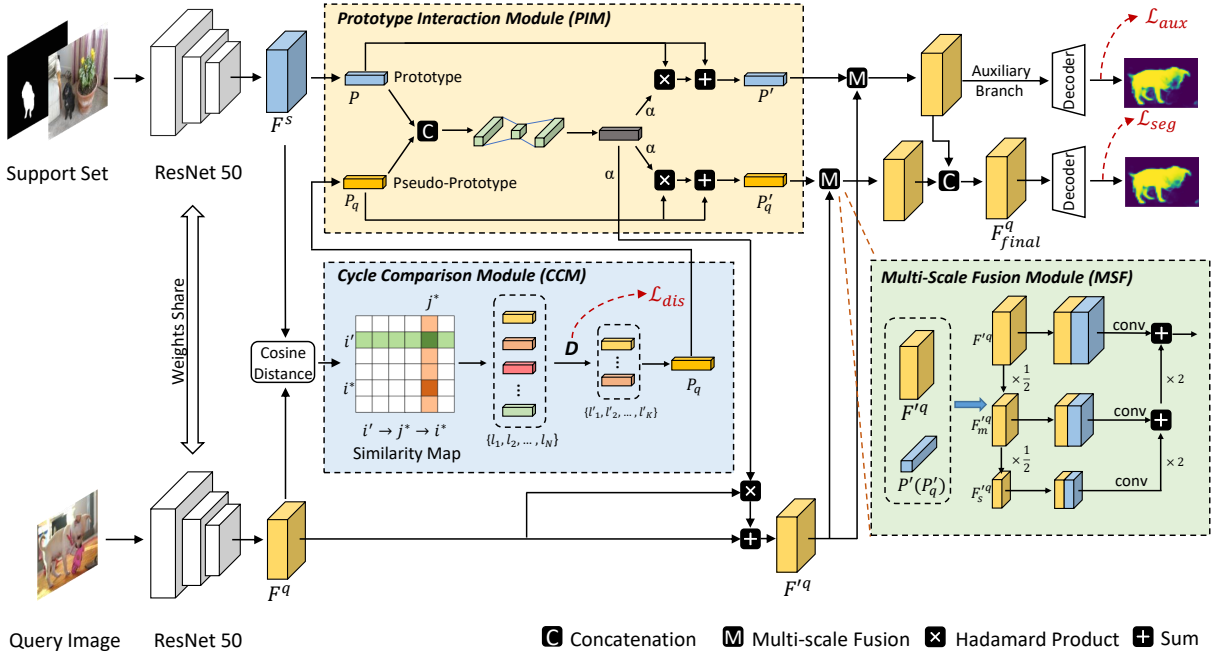 Prototype Interaction Module (PIM)
Prototype
P
C
α
α
α
×
+
P'
Pseudo-Prototype
P_q
×
+
P'_q
Support Set
ResNet 50
F^s
M
Auxiliary
Branch
Decoder
ℒ_aux
M
C
F^q_final
Decoder
ℒ_seg
Weights Share
Cosine
Distance
Cycle Comparison Module (CCM)
j*
i'
i*
i' → j* → i*
Similarity Map
{l_1, l_2, ..., l_N}
D
ℒ_dis
{l'_1, l'_2, ..., l'_K}
P_q
Multi-Scale Fusion Module (MSF)
F'^q
P'(P'_q)
F'^q
conv
+
× 1/2
× 2
F'^q_m
conv
+
× 1/2
× 2
F'^q_s
conv
×
+
F'^q
F^q
Query Image
ResNet 50
C Concatenation
M Multi-scale Fusion
× Hadamard Product
+ Sum